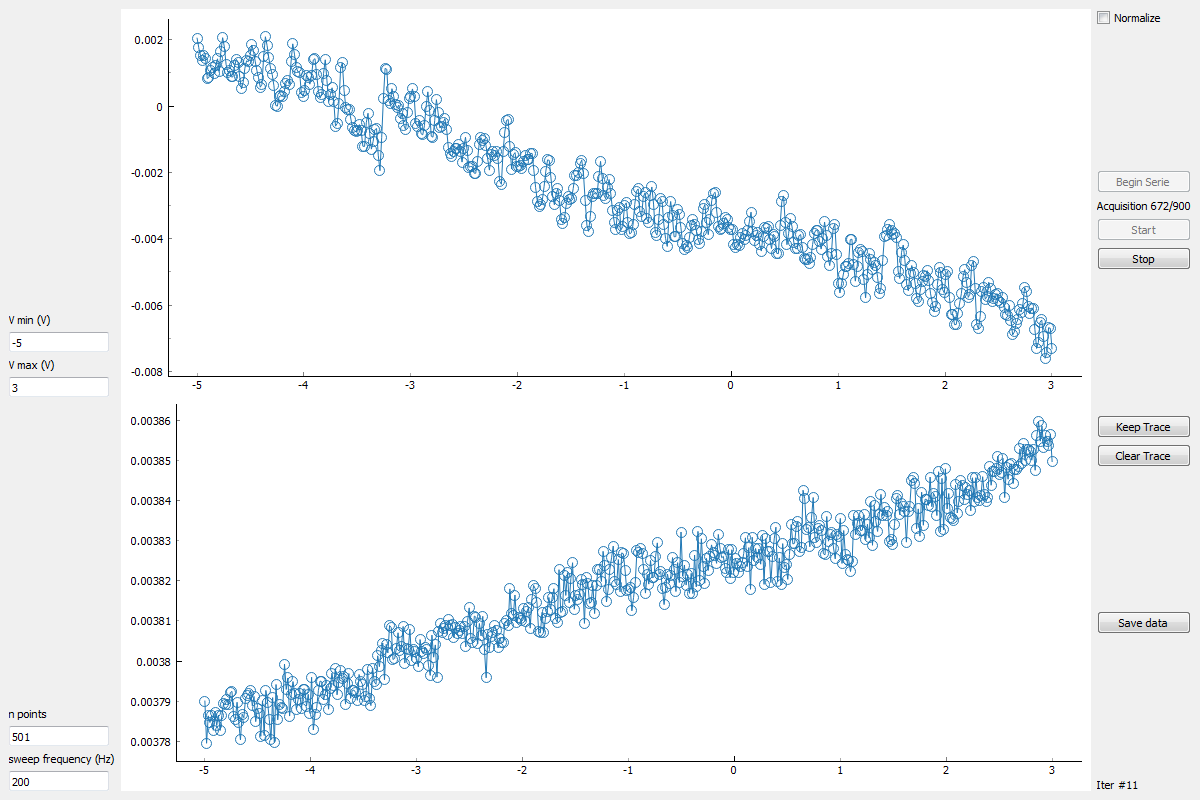 Normalize
0.002
0
-0.002
-0.004
-0.006
-0.008
-5 -4 -3 -2 -1 0 1 2 3
Begin Serie
Acquisition 672/900
Start
Stop
V min (V)
-5
V max (V)
3
0.00386
0.00385
0.00384
0.00383
0.00382
0.00381
0.0038
0.00379
0.00378
-5 -4 -3 -2 -1 0 1 2 3
Keep Trace
Clear Trace
Save data
n points
501
sweep frequency (Hz)
200
Iter #11